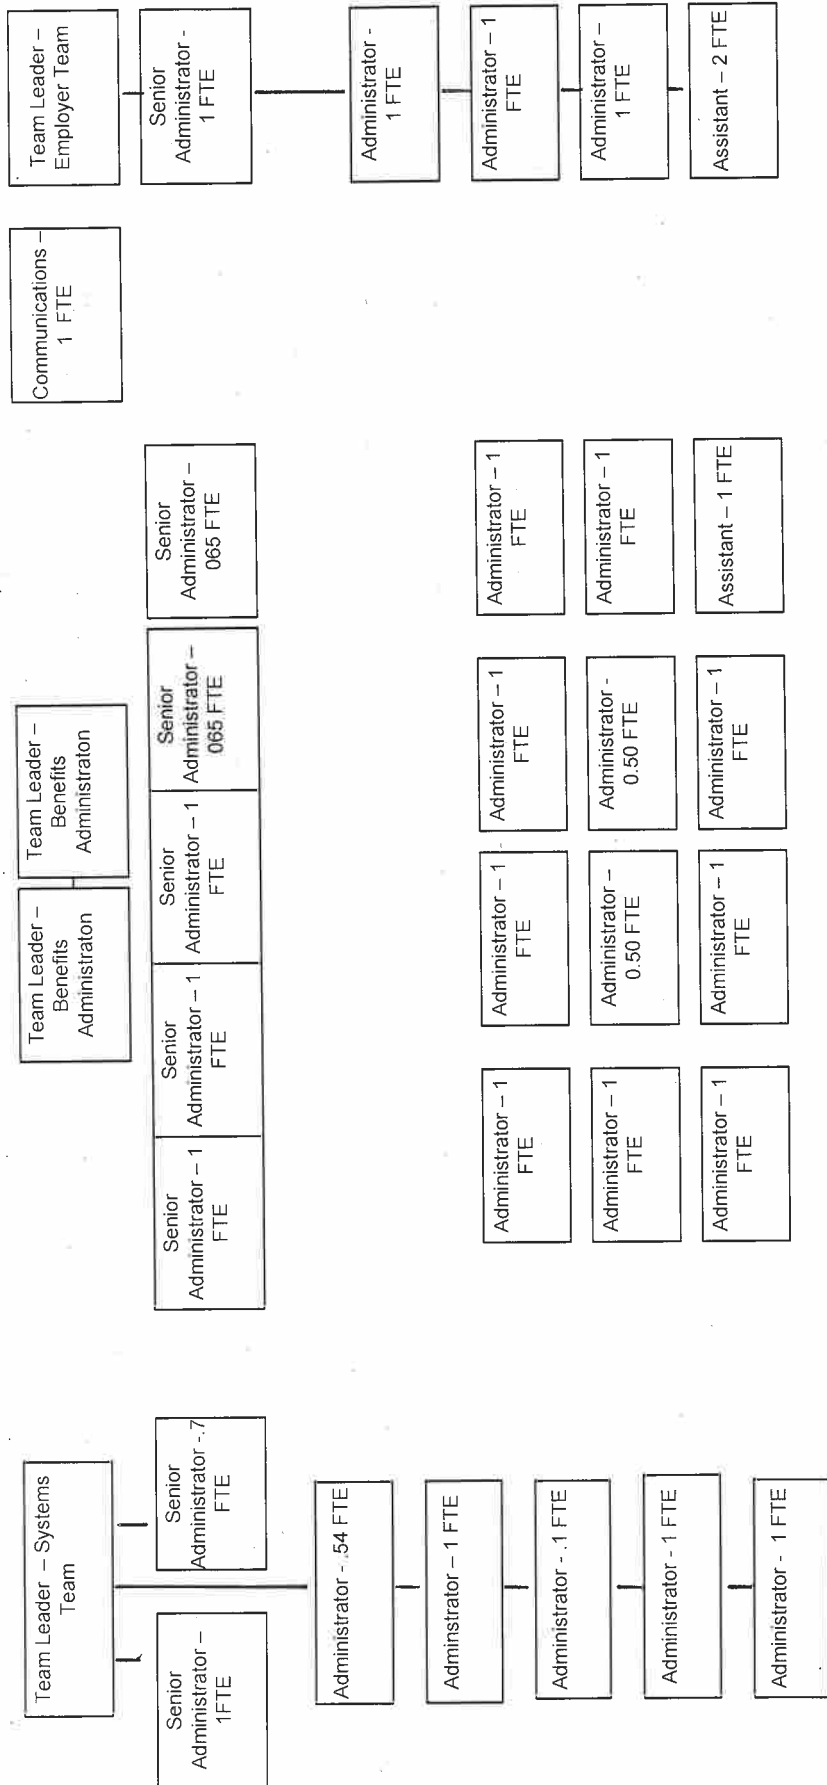 Team Leader – Systems
Team
Senior
Administrator –
1FTE
Senior
Administrator -.7
FTE
Administrator - .54 FTE
Adminstrator – 1 FTE
Administrator - .1 FTE
Administrator - 1 FTE
Administrator - 1 FTE
Team Leader –
Benefits
Administraton
Team Leader –
Benefits
Administraton
Senior
Administrator – 1
FTE
Senior
Administrator – 1
FTE
Senior
Administrator – 1
FTE
Senior
Administrator –
065 FTE
Senior
Administrator –
065 FTE
Administrator – 1
FTE
Administrator – 1
FTE
Administrator – 1
FTE
Administrator – 1
FTE
Administrator – 1
FTE
Administrator –
0.50 FTE
Administrator -
0.50 FTE
Administrator – 1
FTE
Administrator – 1
FTE
Administrator – 1
FTE
Administrator – 1
FTE
Assistant – 1 FTE
Communications –
1 FTE
Team Leader –
Employer Team
Senior
Administrator -
1 FTE
Administrator -
1 FTE
Administrator – 1
FTE
Administrator –
1 FTE
Assistant – 2 FTE